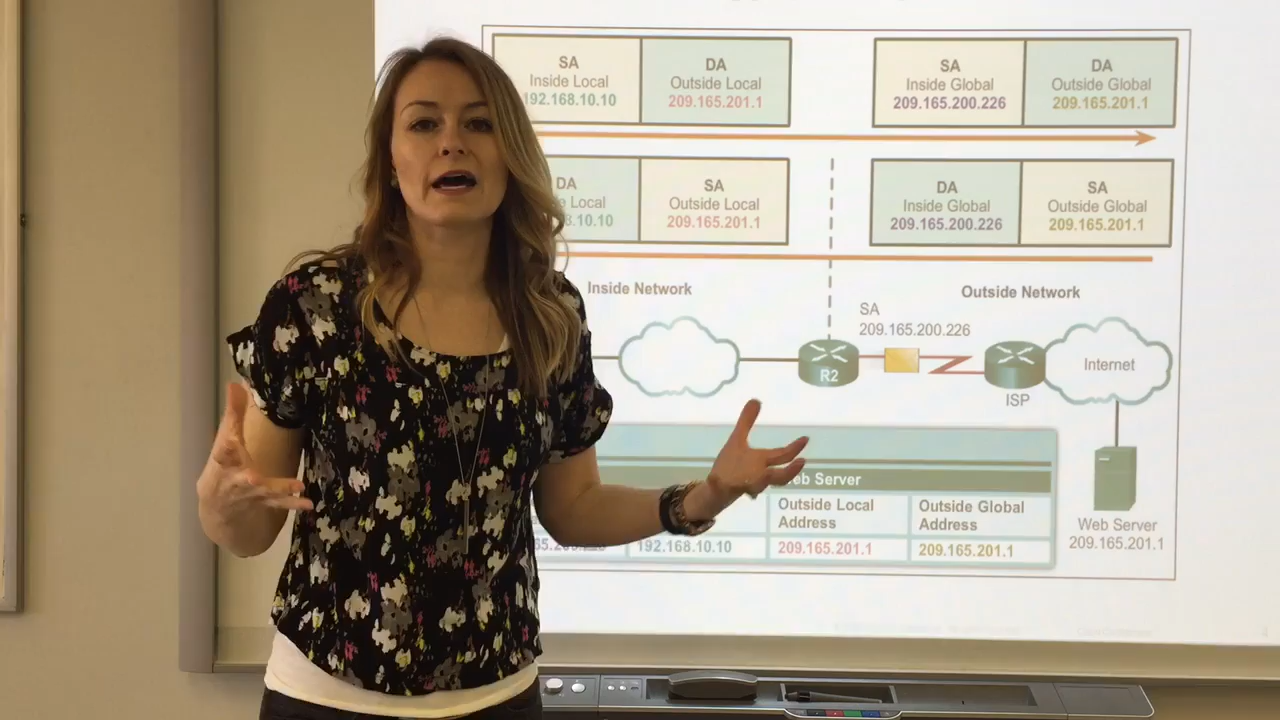 SA
Inside Local
192.168.10.10
DA
Outside Local
209.165.201.1
SA
Inside Global
209.165.200.226
DA
Outside Global
209.165.201.1
DA
Local
SA
Outside Local
209.165.201.1
DA
Inside Global
209.165.200.226
SA
Outside Global
209.165.201.1
Inside Network
Outside Network
SA
209.165.200.226
R2
ISP
Internet
Server
Outside Local
Address
Outside Global
Address
192.168.10.10
209.165.201.1
209.165.201.1
Web Server
209.165.201.1